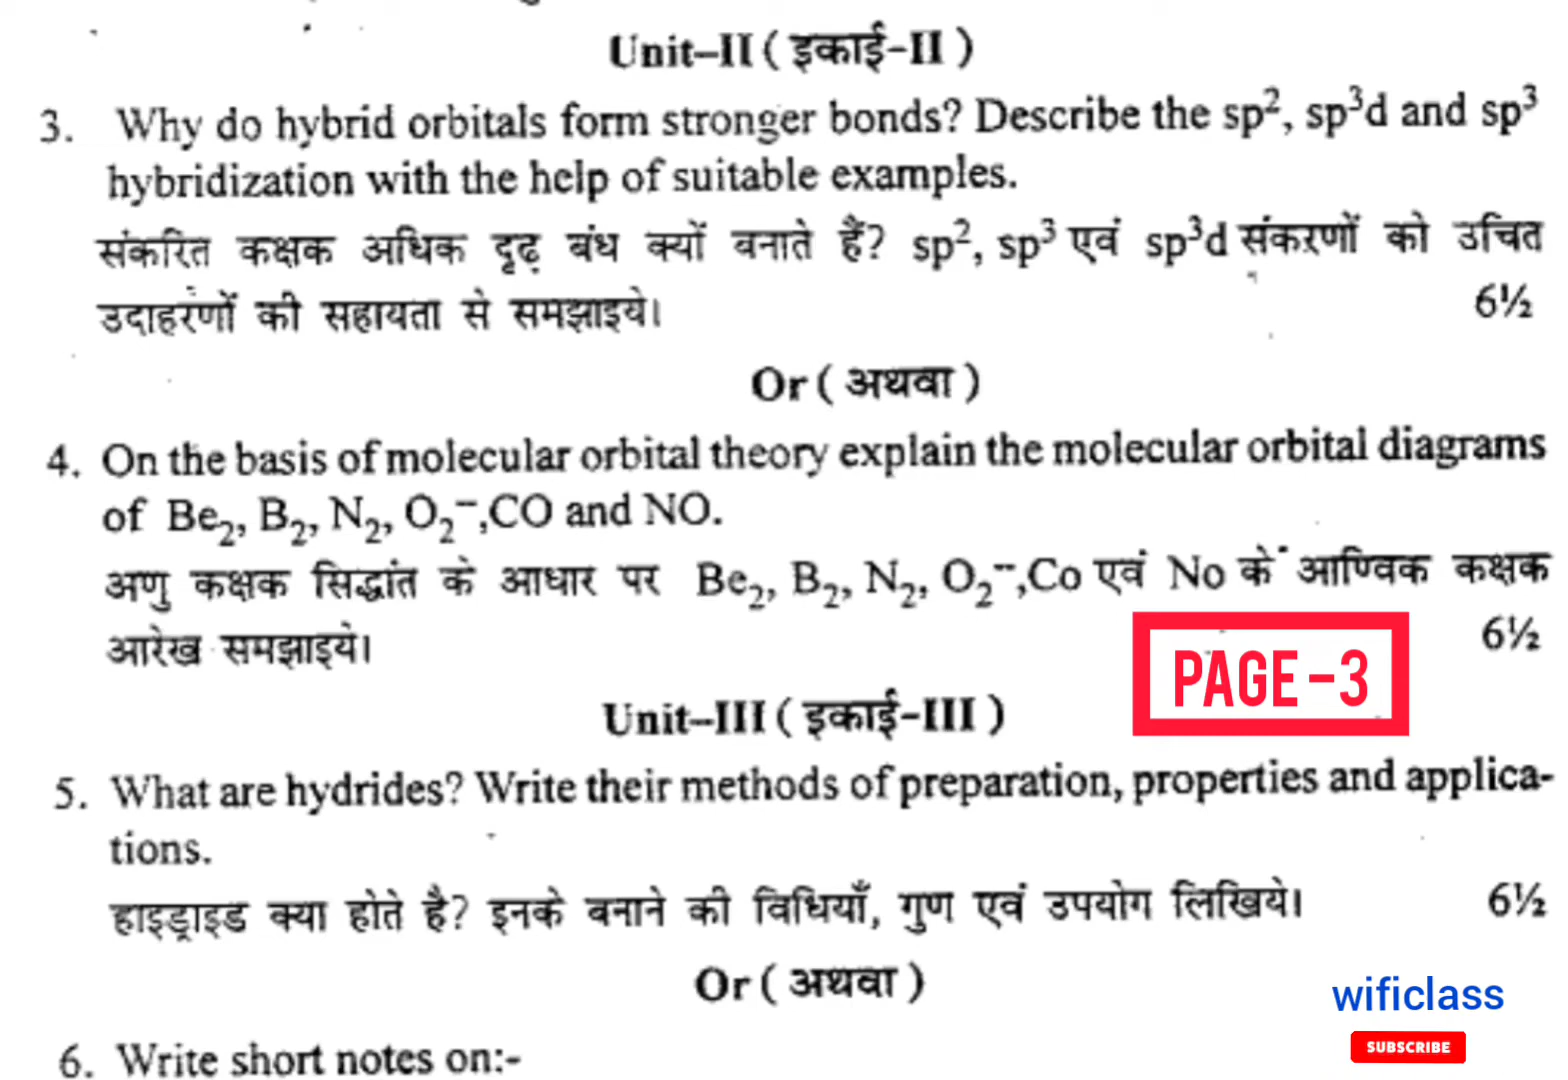 Unit–II ( इकाई-II )
3. Why do hybrid orbitals form stronger bonds? Describe the sp², sp³d and sp³
hybridization with the help of suitable examples.
संकरित कक्षक अधिक दृढ़ बंध क्यों बनाते हैं? sp², sp³ एवं sp³d संकरणों को उचित
उदाहरणों की सहायता से समझाइये। 6½
Or ( अथवा )
4. On the basis of molecular orbital theory explain the molecular orbital diagrams
of Be₂, B₂, N₂, O₂⁻,CO and NO.
अणु कक्षक सिद्धांत के आधार पर Be₂, B₂, N₂, O₂⁻,Co एवं No के आण्विक कक्षक
आरेख समझाइये। 6½
PAGE -3
Unit–III ( इकाई-III )
5. What are hydrides? Write their methods of preparation, properties and applica-
tions.
हाइड्राइड क्या होते है? इनके बनाने की विधियाँ, गुण एवं उपयोग लिखिये। 6½
Or ( अथवा )
wificlass
SUBSCRIBE
6. Write short notes on:-